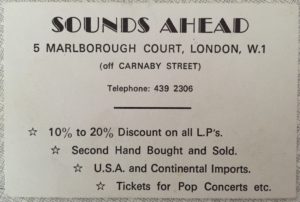 SOUNDS AHEAD
5 MARLBOROUGH COURT, LONDON, W.1
(off CARNABY STREET)
Telephone: 439 2306
☆ 10% to 20% Discount on all L.P's.
☆ Second Hand Bought and Sold.
☆ U.S.A. and Continental Imports.
☆ Tickets for Pop Concerts etc.